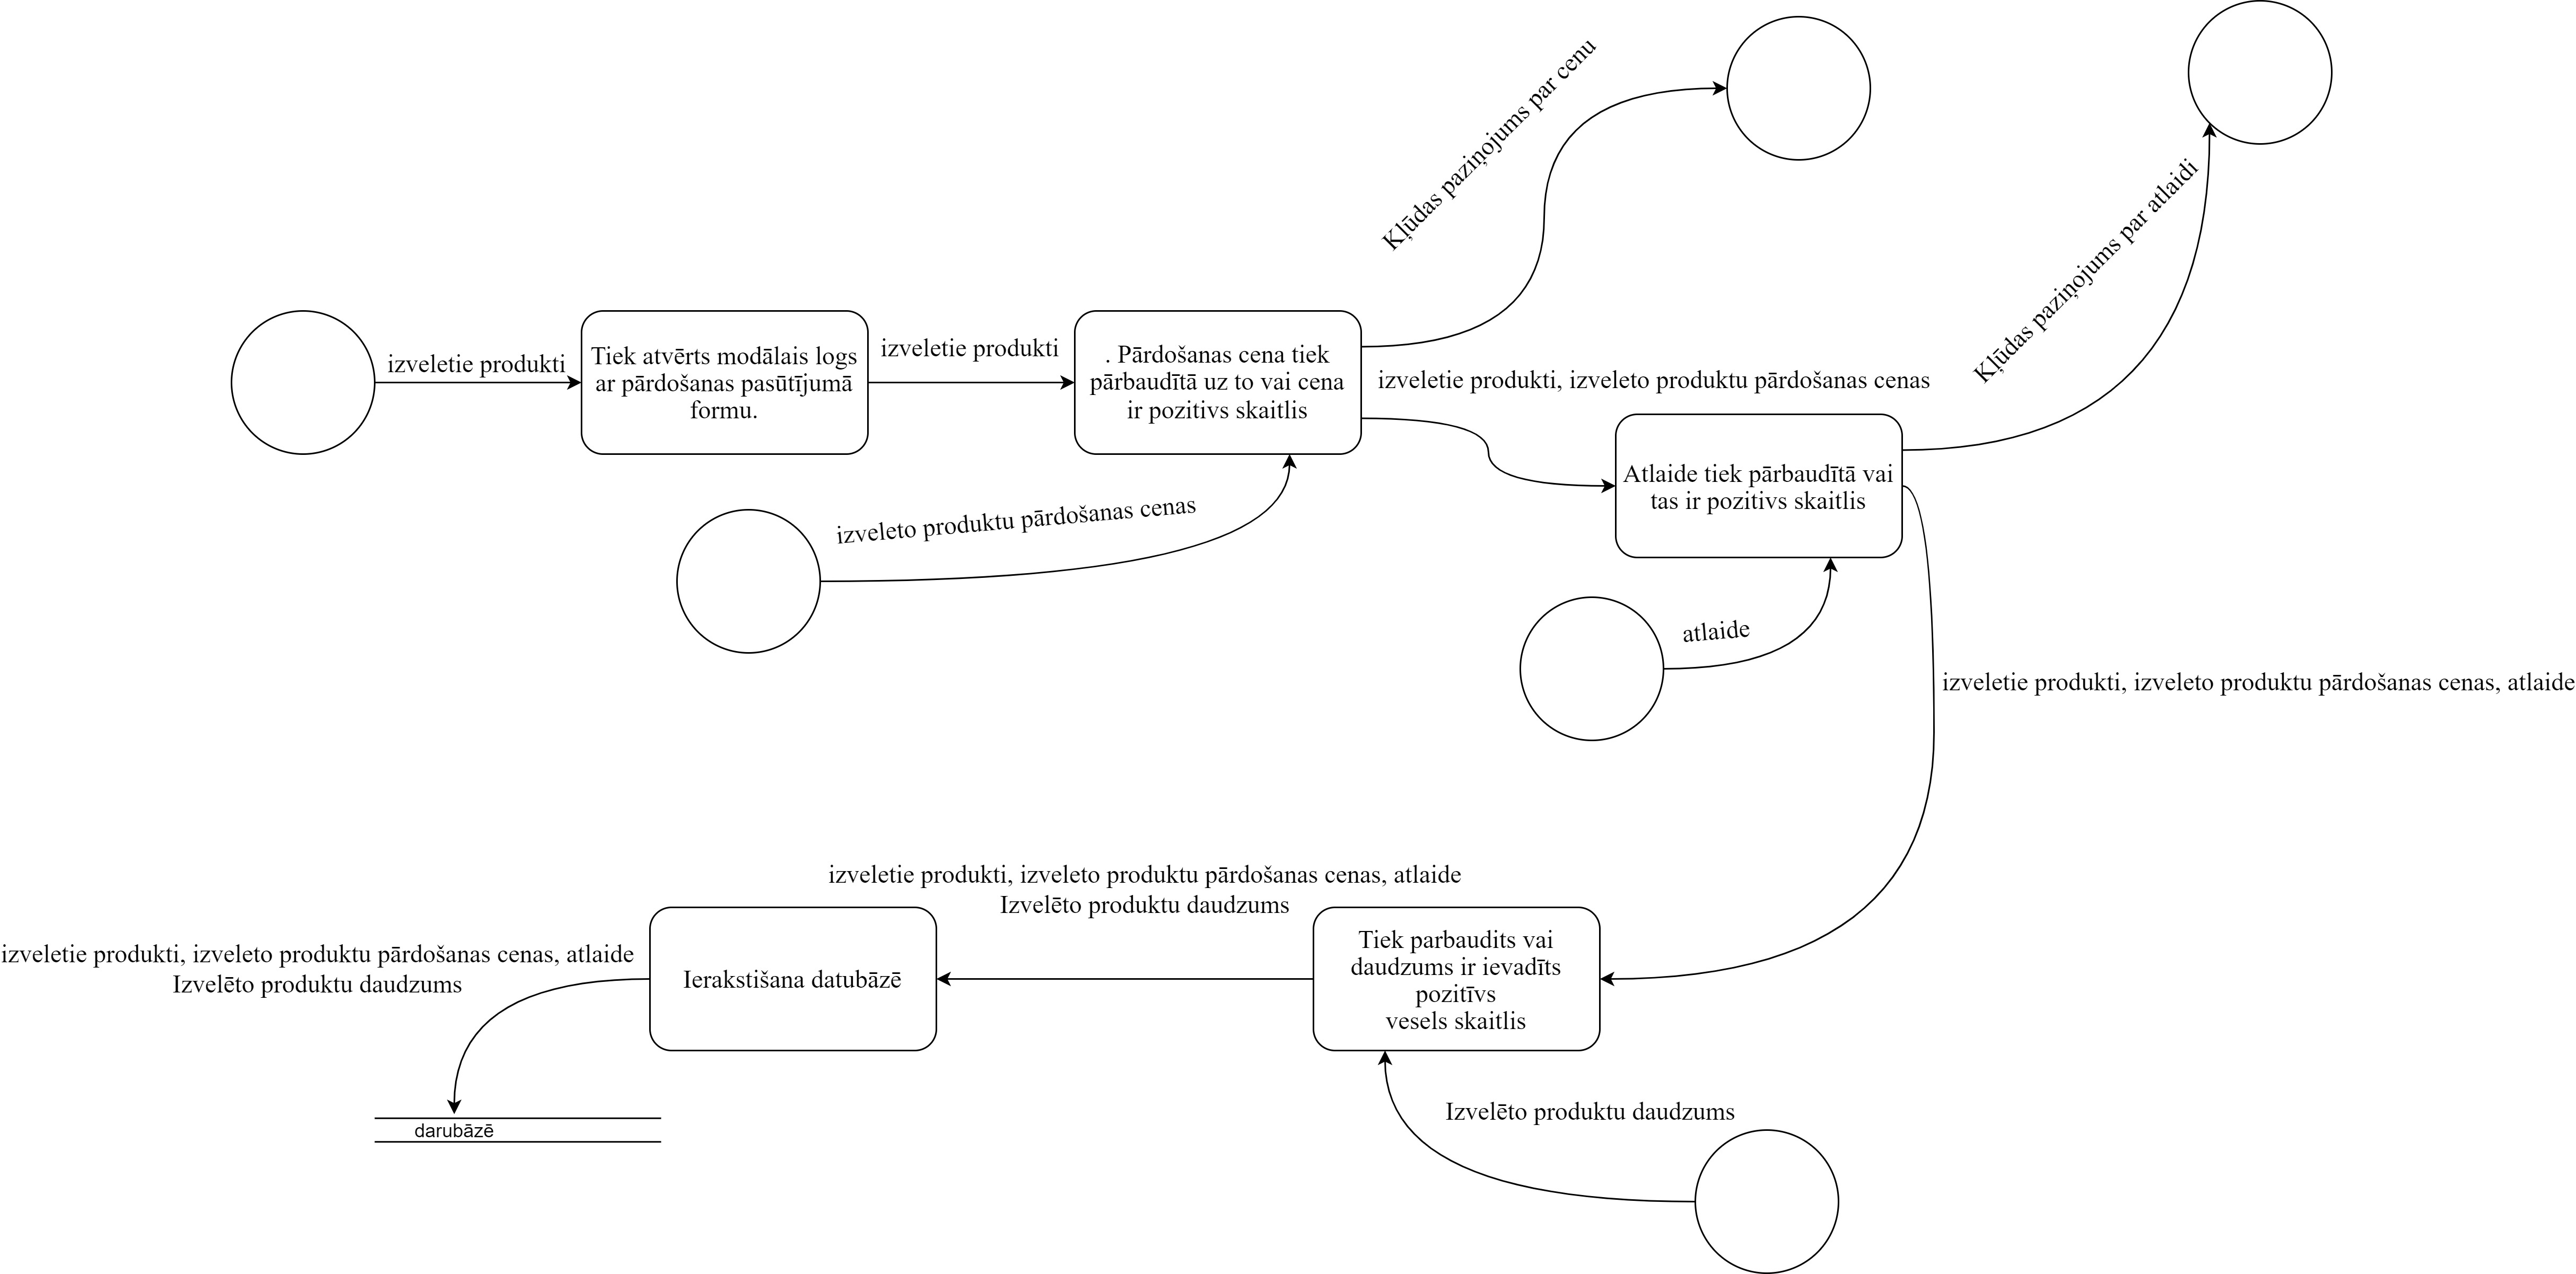 Kļūdas paziņojums par cenu
Kļūdas paziņojums par atlaidi
izveletie produkti
Tiek atvērts modālais logs
ar pārdošanas pasūtījumā
formu.
izveletie produkti
. Pārdošanas cena tiek
pārbaudītā uz to vai cena
ir pozitivs skaitlis
izveletie produkti, izveleto produktu pārdošanas cenas
izveleto produktu pārdošanas cenas
Atlaide tiek pārbaudītā vai
tas ir pozitivs skaitlis
atlaide
izveletie produkti, izveleto produktu pārdošanas cenas, atlaide
izveletie produkti, izveleto produktu pārdošanas cenas, atlaide
Izvelēto produktu daudzums
Tiek parbaudits vai
daudzums ir ievadīts
pozitīvs
vesels skaitlis
Ierakstišana datubāzē
izveletie produkti, izveleto produktu pārdošanas cenas, atlaide
Izvelēto produktu daudzums
darubāzē
Izvelēto produktu daudzums